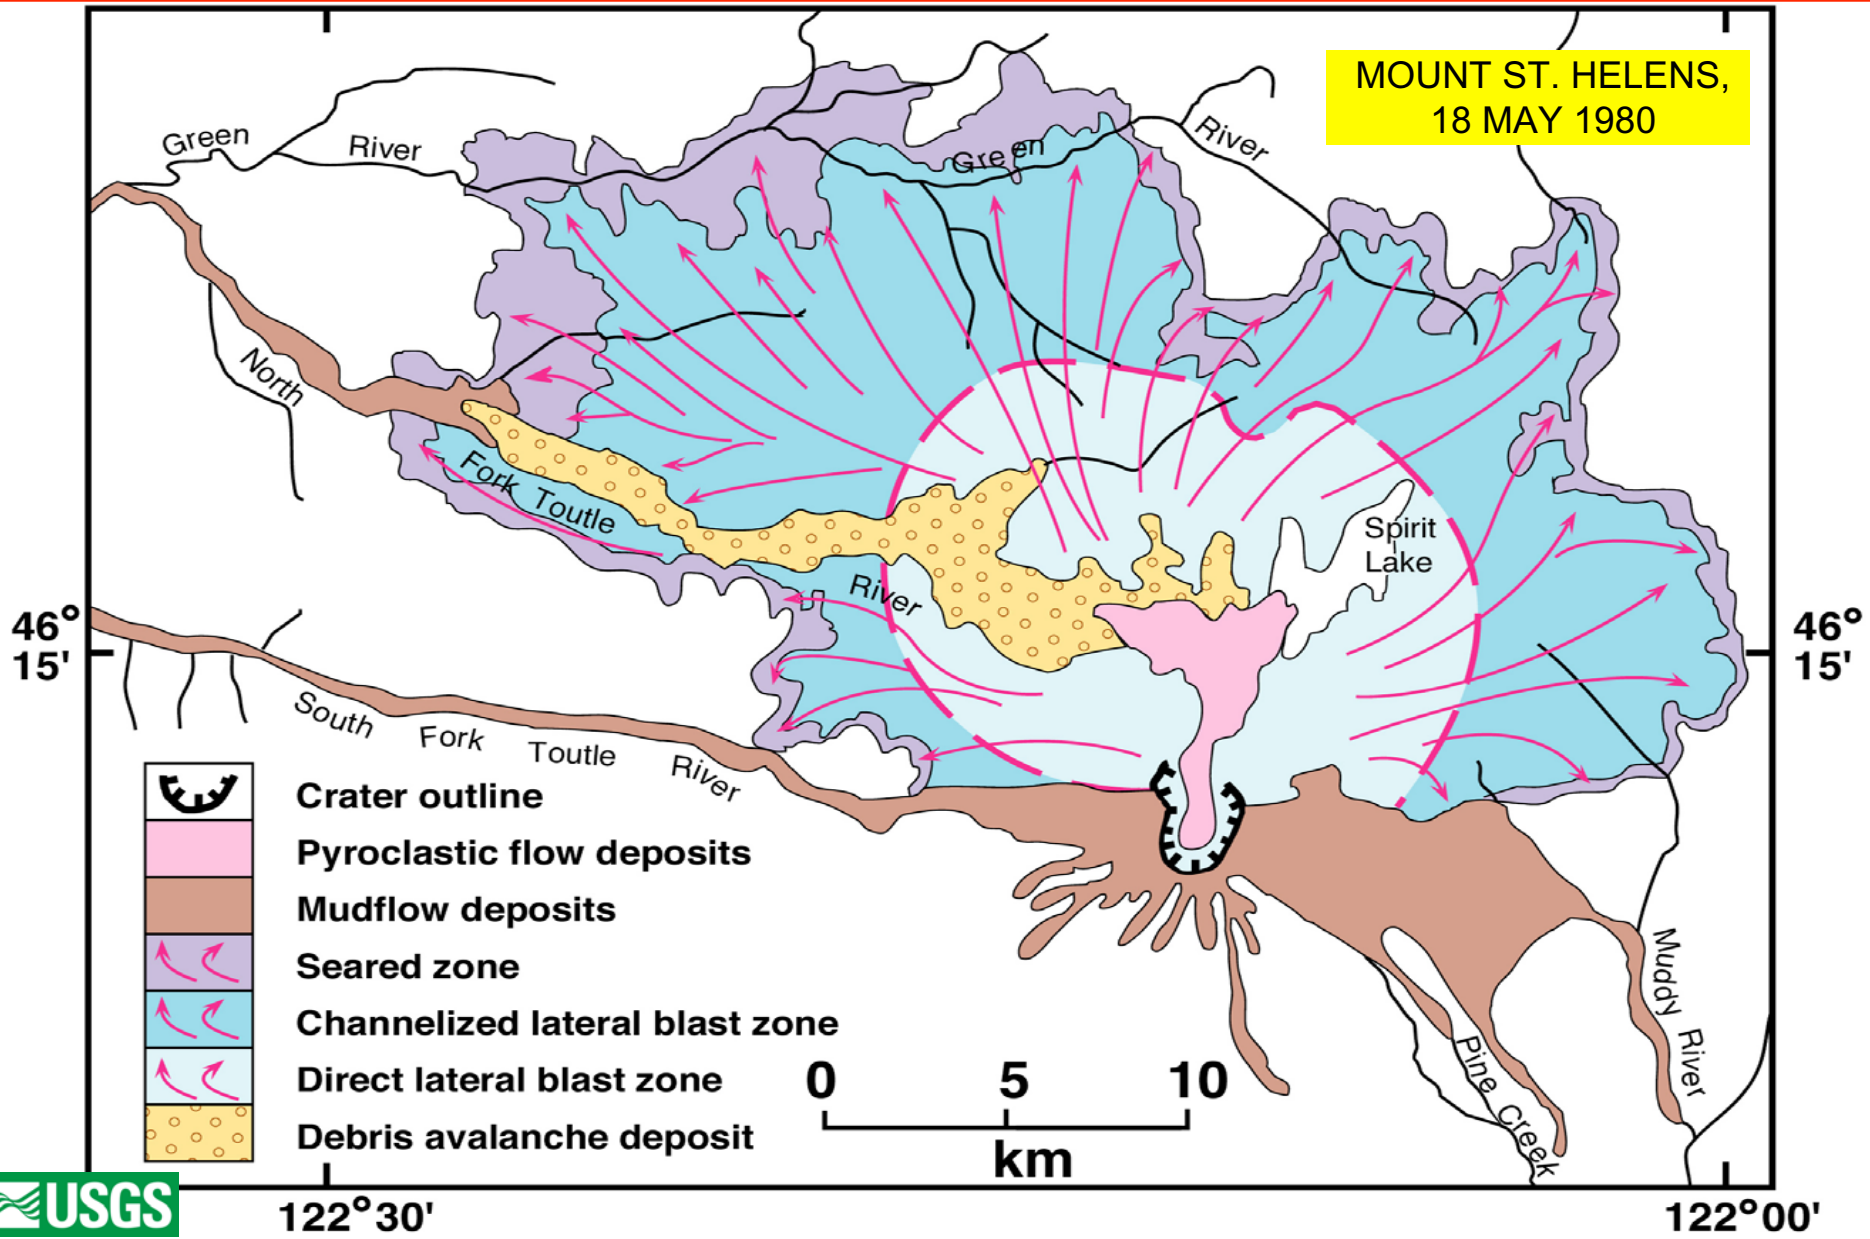 MOUNT ST. HELENS,
18 MAY 1980
Green
River
Green
River
North
Fork
Toutle
River
Spirit
Lake
46°
15'
46°
15'
South
Fork
Toutle
River
Crater outline
Pyroclastic flow deposits
Mudflow deposits
Seared zone
Channelized lateral blast zone
Direct lateral blast zone
Debris avalanche deposit
0 5 10
km
Muddy River
Pine Creek
USGS
122°30'
122°00'